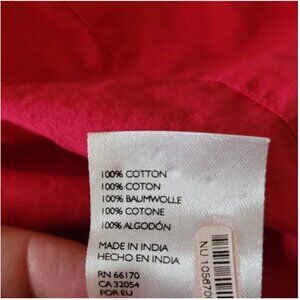 100% COTTON
100% COTON
100% BAUMWOLLE
100% COTONE
100% ALGODÓN
MADE IN INDIA
HECHO EN INDIA
RN 66170
CA 32054
FOR EU